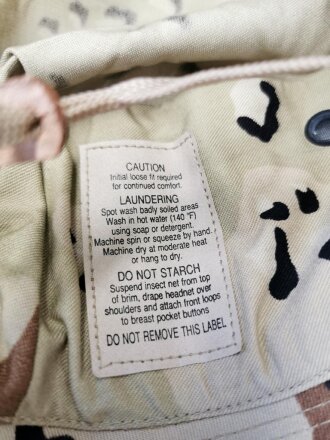 CAUTION
Initial loose fit required
for continued comfort.
LAUNDERING
Spot wash badly soiled areas
Wash in hot water (140 °F)
using soap or detergent.
Machine spin or squeeze by hand.
Machine dry at moderate heat
or hang to dry.
DO NOT STARCH
Suspend insect net from top
of brim, drape headnet over
shoulders and attach front loops
to breast pocket buttons
DO NOT REMOVE THIS LABEL